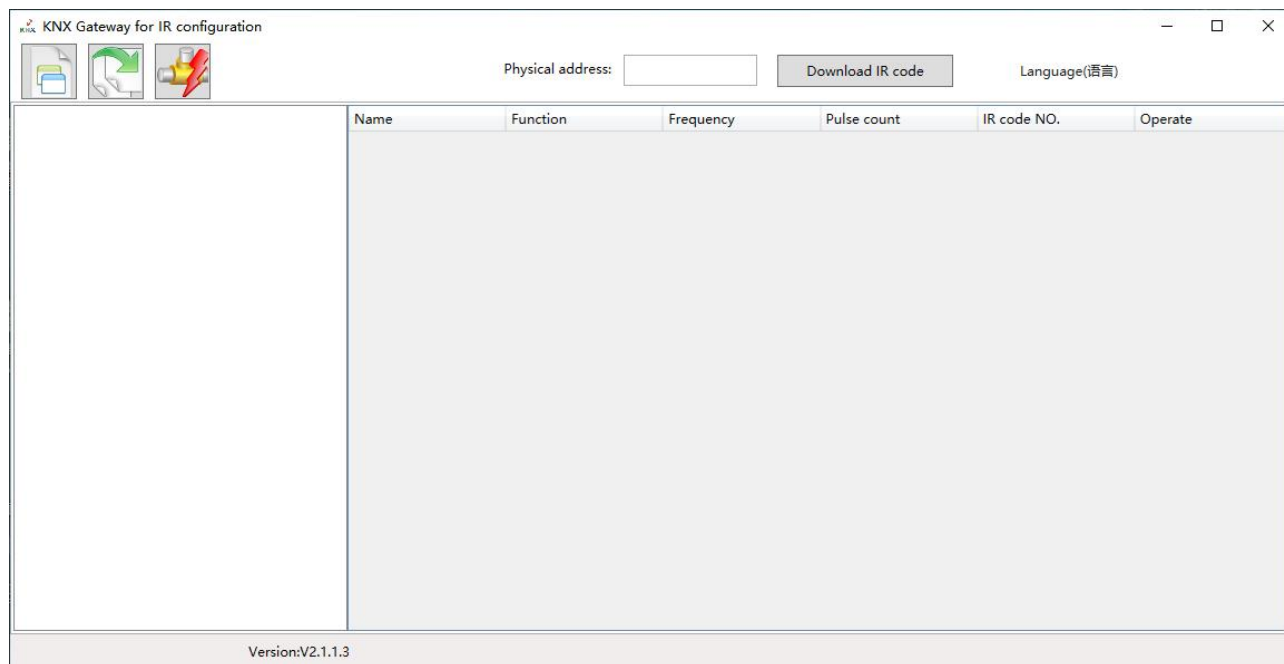 KNX KNX Gateway for IR configuration
Physical address: Download IR code Language(语言)
Name Function Frequency Pulse count IR code NO. Operate
Version:V2.1.1.3